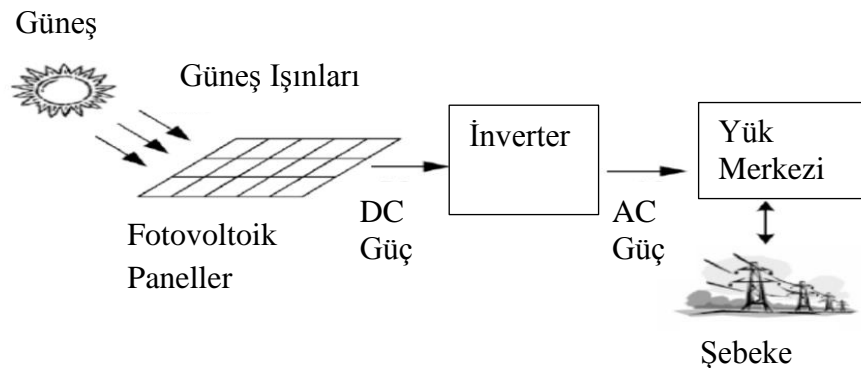 Güneş
Güneş Işınları
Fotovoltoik
Paneller
DC
Güç
İnverter
AC
Güç
Yük
Merkezi
Şebeke